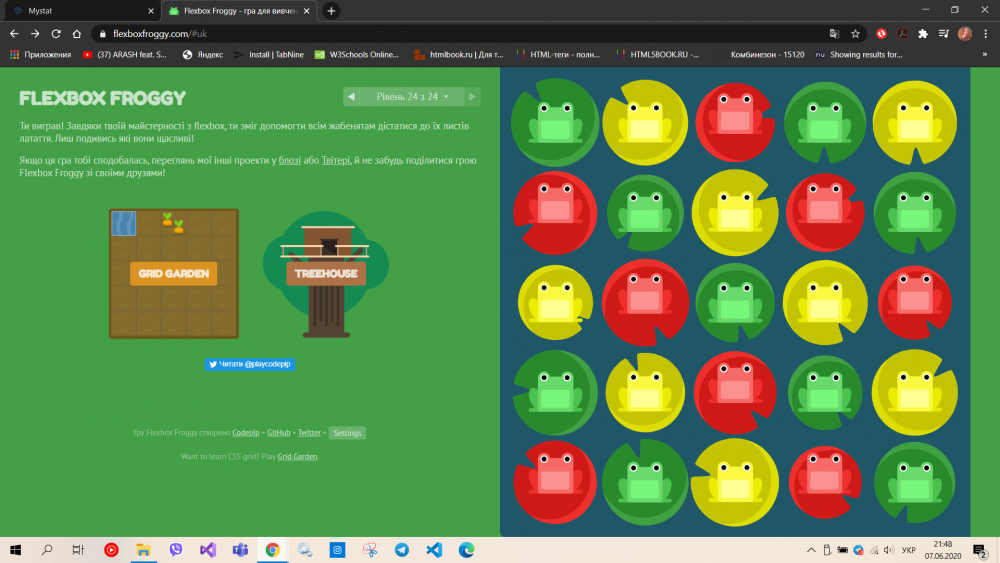 Mystat
Flexbox Froggy - гра для вивчен
flexboxfroggy.com/#uk
Приложения
(37) ARASH feat. S...
Яндекс
Install | TabNine
W3Schools Online...
htmlbook.ru | Для т...
HTML-теги - полн...
HTML5BOOK.RU -...
Комбинезон - 15120
nu
Showing results for...
»
FLEXBOX FROGGY
Рівень 24 з 24
Ти виграв! Завдяки твоїй майстерності з flexbox, ти зміг допомогти всім жабенятам дістатися до їх листів
латаття. Лиш подивись які вони щасливі!
Якщо ця гра тобі сподобалась, переглянь мої інші проекти у блозі або Твітері, й не забудь поділитися грою
Flexbox Froggy зі своїми друзями!
GRID GARDEN
TREEHOUSE
Читати @playcodepip
Гру Flexbox Froggy створено Codepip • GitHub • Twitter • Settings
Want to learn CSS grid? Play Grid Garden.
УКР
21:48
07.06.2020
2